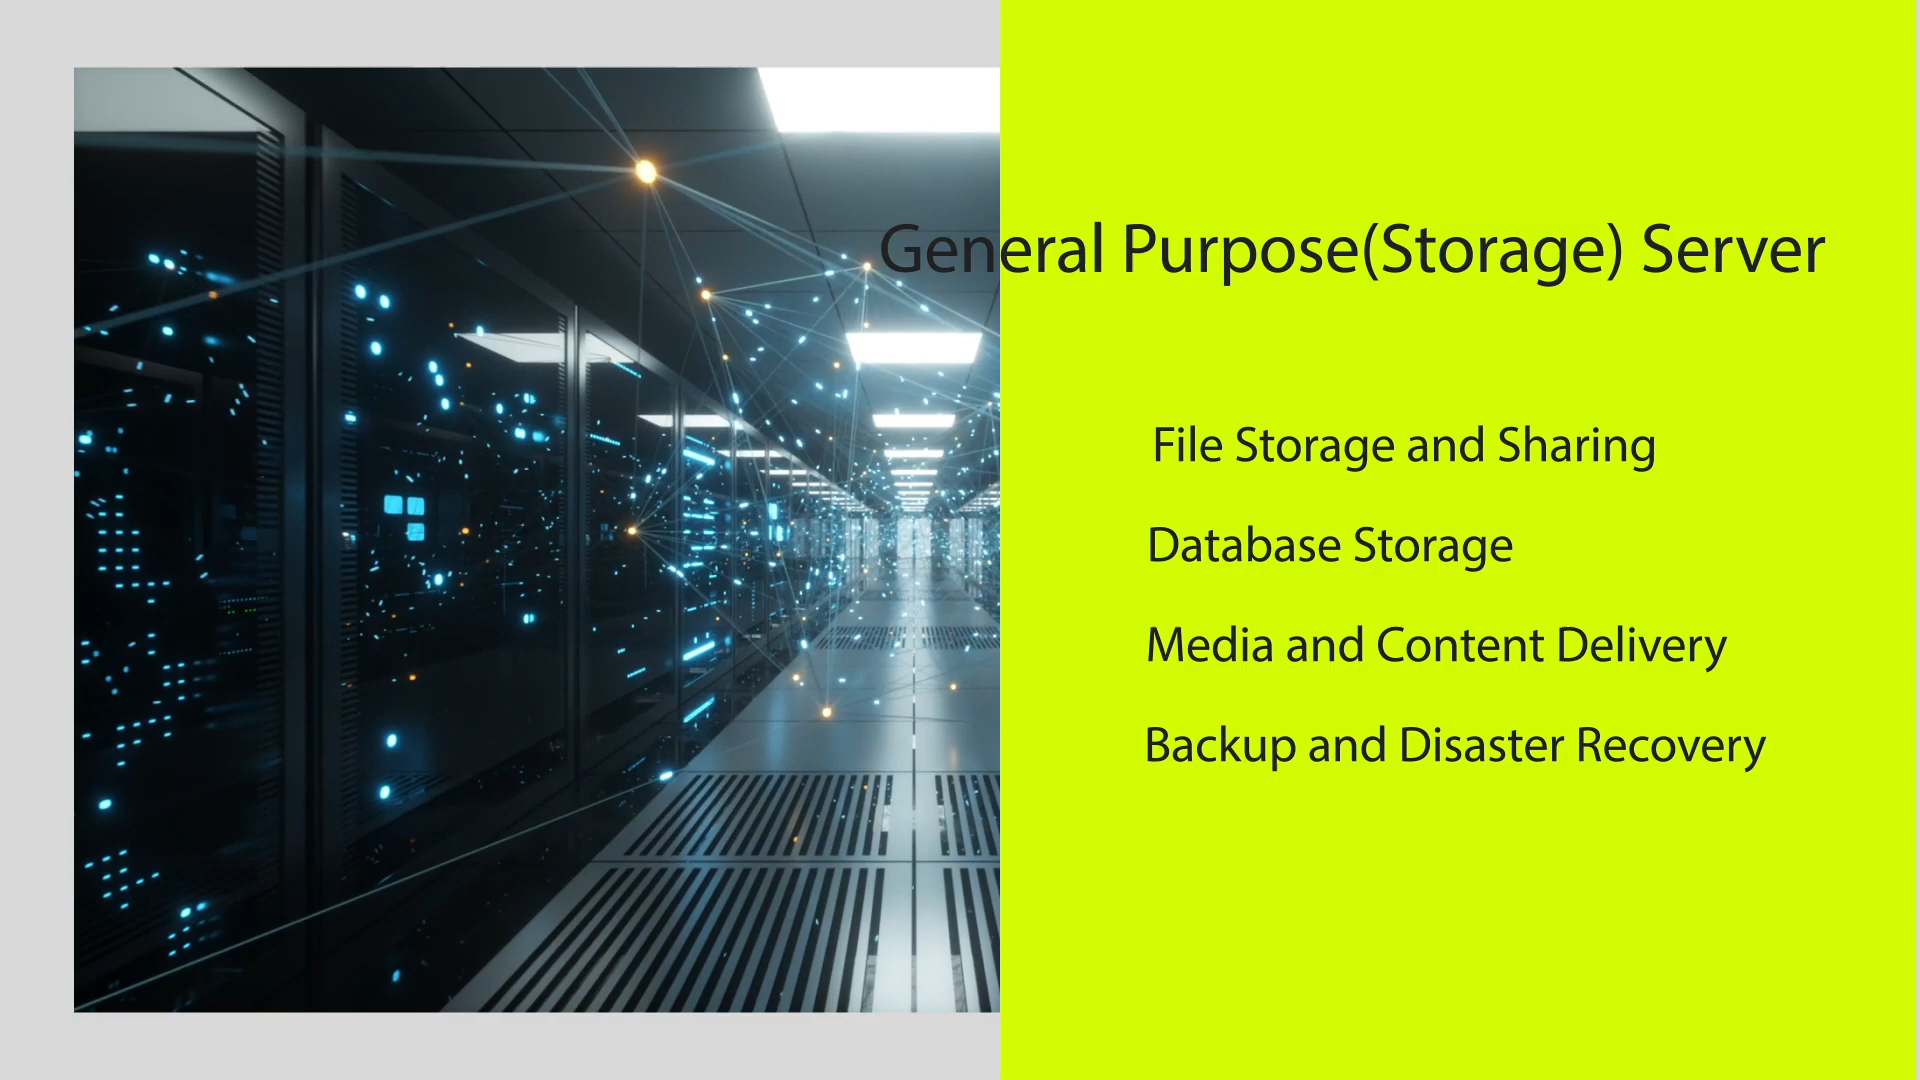 General Purpose(Storage) Server
File Storage and Sharing
Database Storage
Media and Content Delivery
Backup and Disaster Recovery